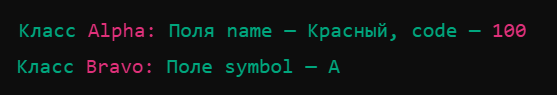 Класс Alpha: Поля name — Красный, code — 100
Класс Bravo: Поле symbol — A